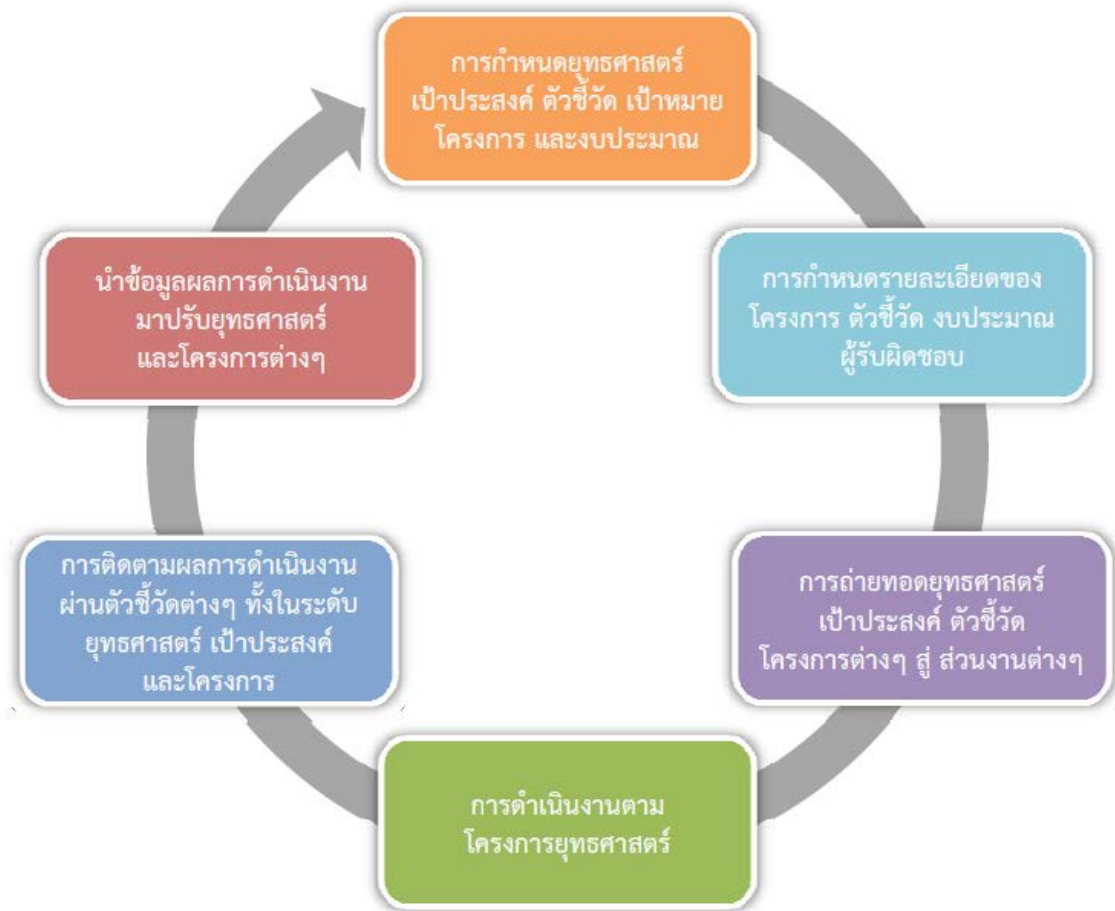 การกำหนดยุทธศาสตร์
เป้าประสงค์ ตัวชี้วัด เป้าหมาย
โครงการ และงบประมาณ
การกำหนดรายละเอียดของ
โครงการ ตัวชี้วัด งบประมาณ
ผู้รับผิดชอบ
การถ่ายทอดยุทธศาสตร์
เป้าประสงค์ ตัวชี้วัด
โครงการต่างๆ สู่ ส่วนงานต่างๆ
การดำเนินงานตาม
โครงการยุทธศาสตร์
การติดตามผลการดำเนินงาน
ผ่านตัวชี้วัดต่างๆ ทั้งในระดับ
ยุทธศาสตร์ เป้าประสงค์
และโครงการ
นำข้อมูลผลการดำเนินงาน
มาปรับยุทธศาสตร์
และโครงการต่างๆ